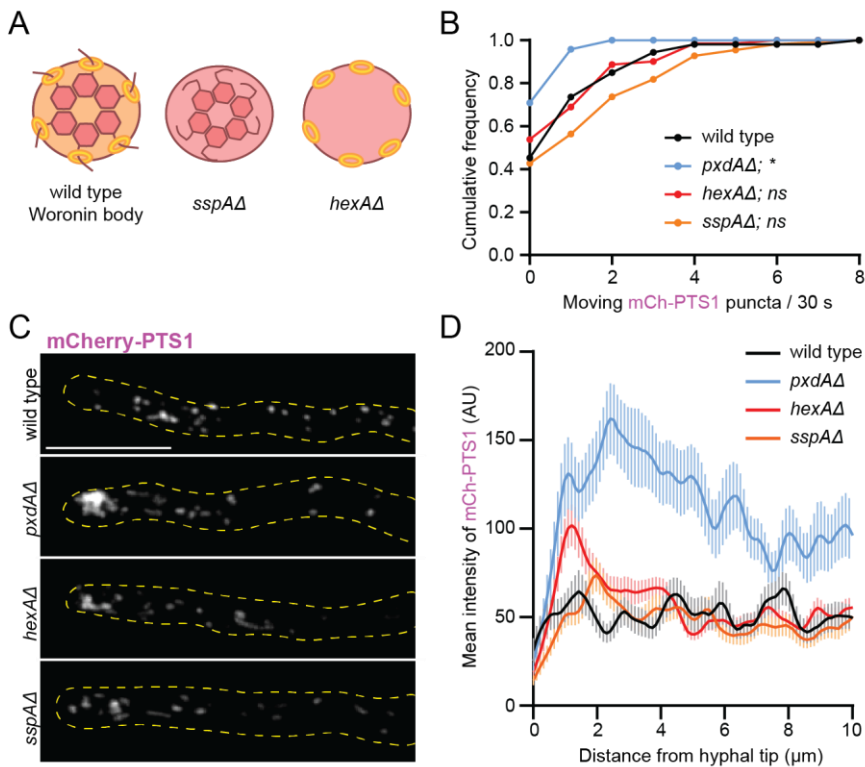 A
wild type
Woronin body
sspAΔ
hexAΔ
B
Cumulative frequency
1.0
0.8
0.6
0.4
0.2
0.0
0 2 4 6 8
Moving mCh-PTS1 puncta / 30 s
wild type
pxdAΔ; *
hexAΔ; ns
sspAΔ; ns
C
mCherry-PTS1
wild type
pxdAΔ
hexAΔ
sspAΔ
D
Mean intensity of mCh-PTS1 (AU)
200
150
100
50
0
0 2 4 6 8 10
Distance from hyphal tip (μm)
wild type
pxdAΔ
hexAΔ
sspAΔ